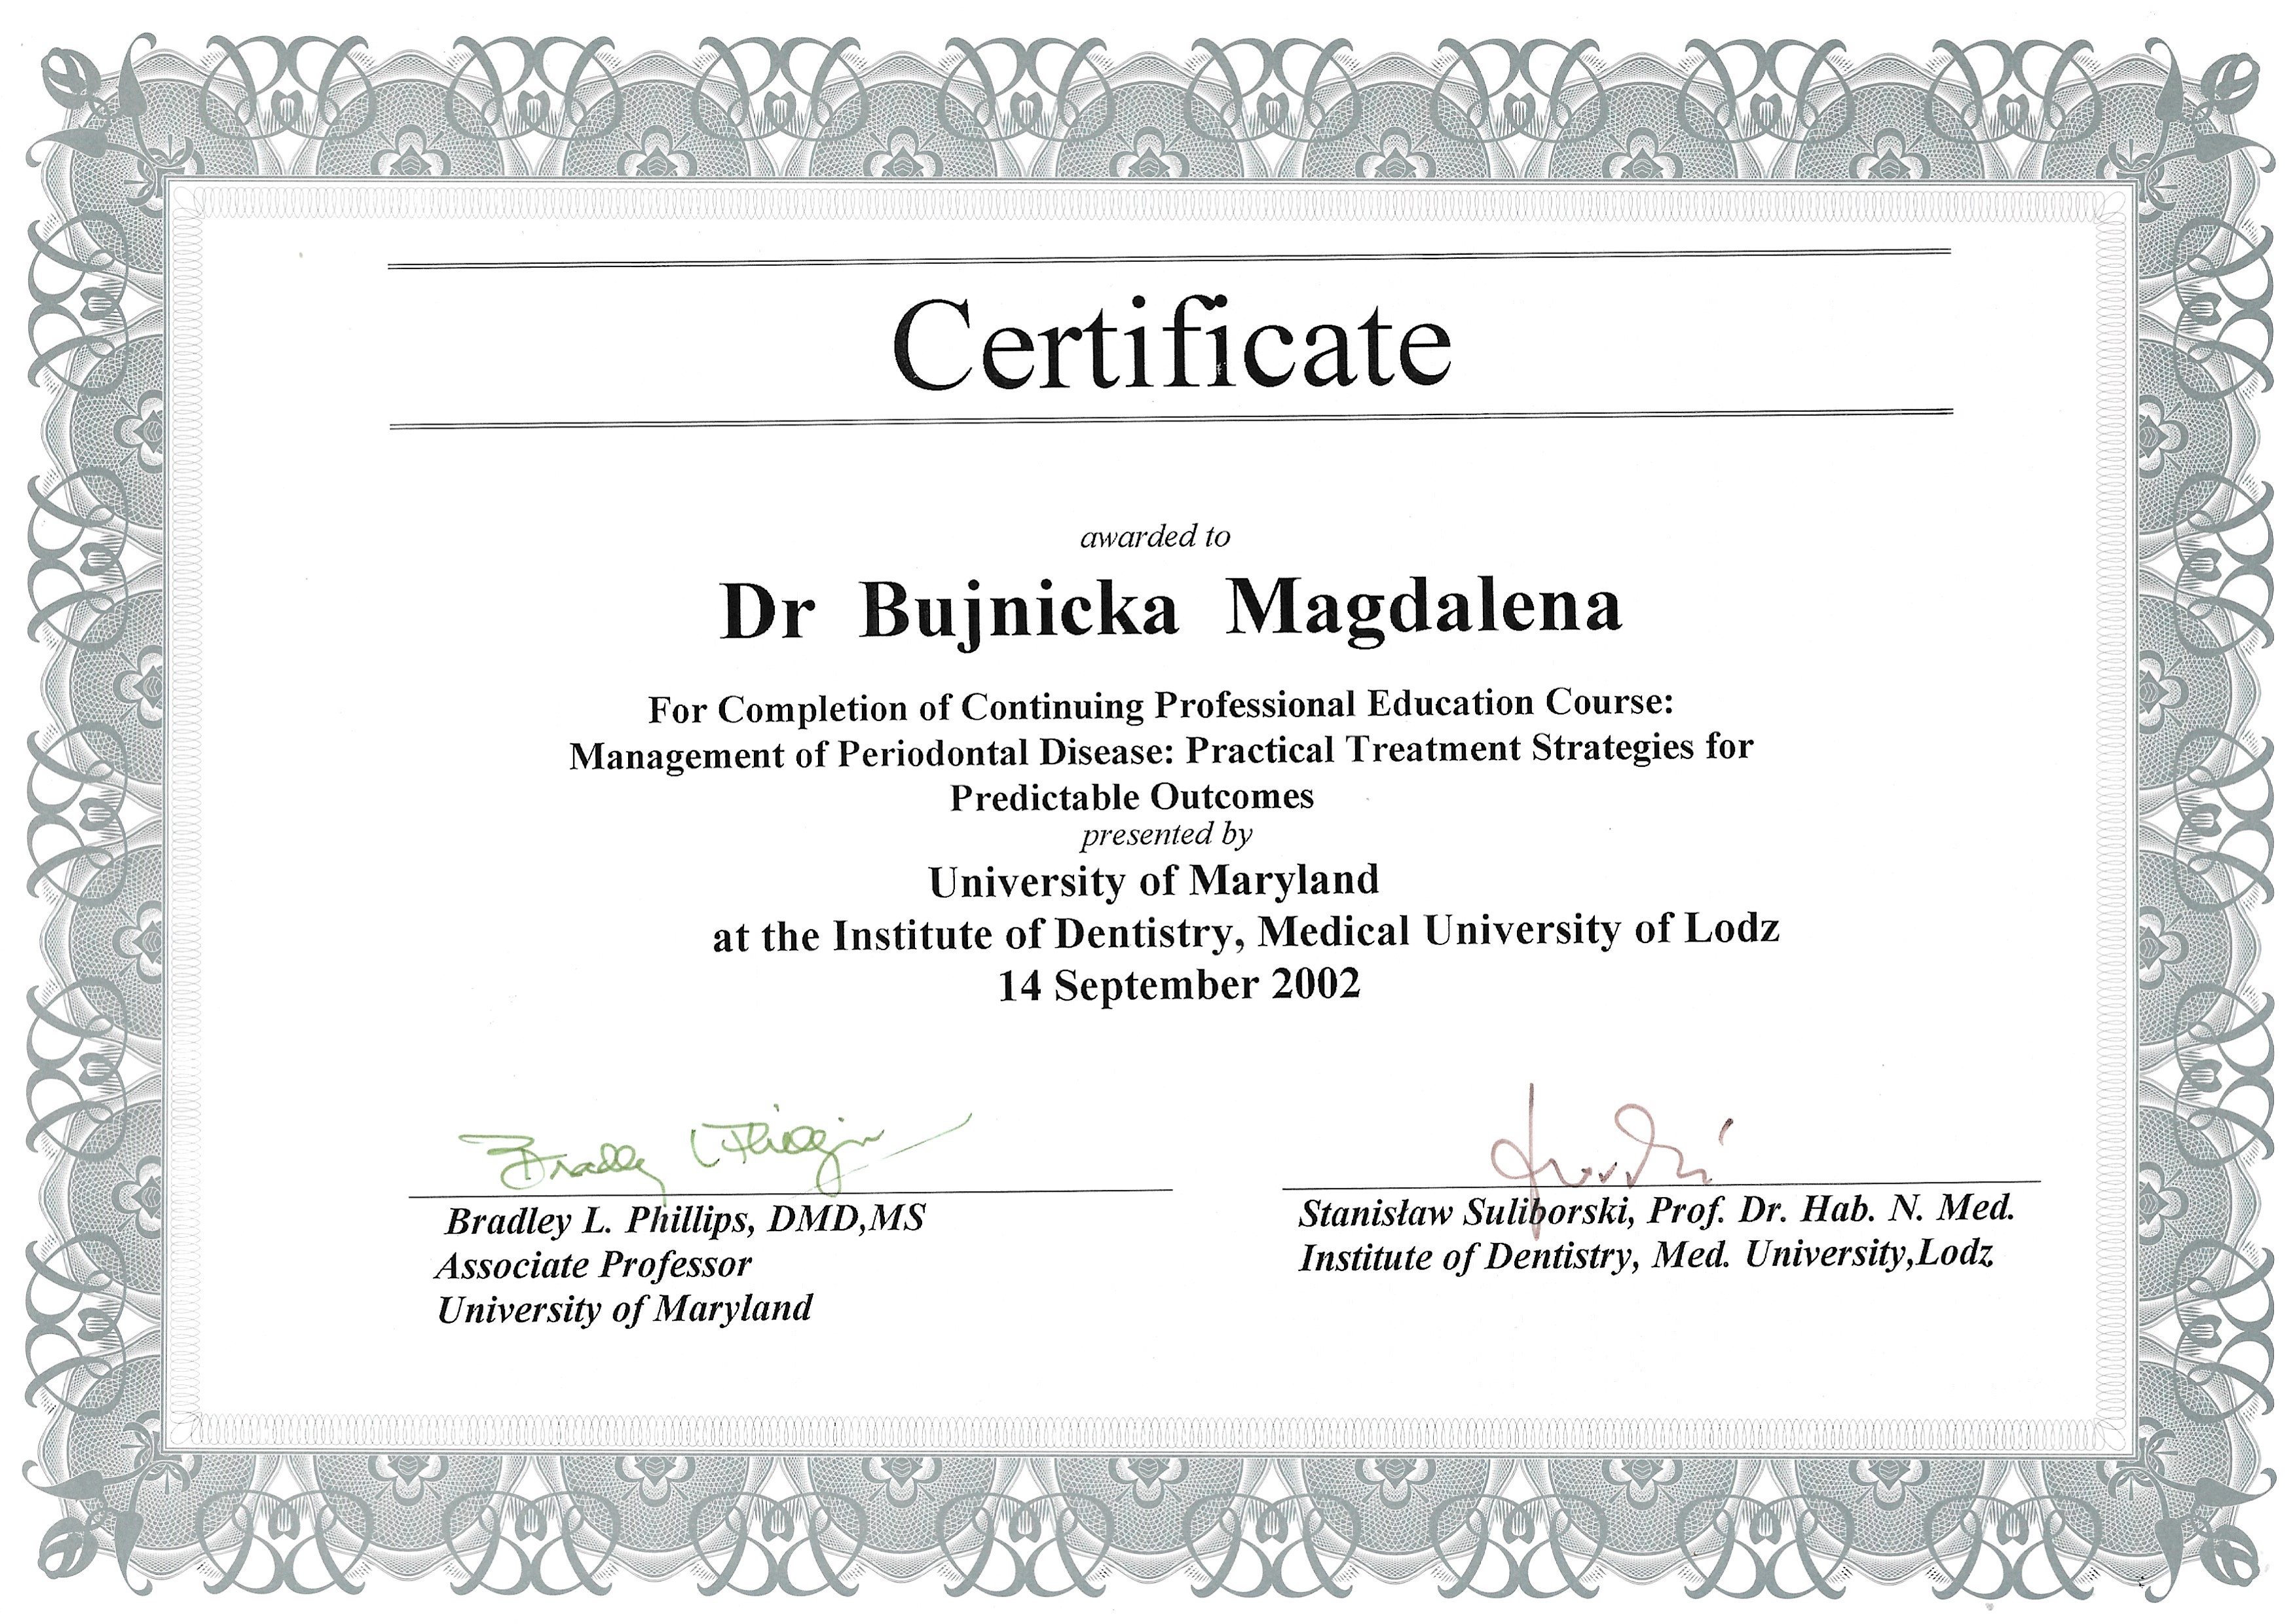 Certificate
awarded to
Dr Bujnicka Magdalena
For Completion of Continuing Professional Education Course:
Management of Periodontal Disease: Practical Treatment Strategies for
Predictable Outcomes
presented by
University of Maryland
at the Institute of Dentistry, Medical University of Lodz
14 September 2002
Bradley L Phillips
Bradley L. Phillips, DMD,MS
Associate Professor
University of Maryland
Stanisław Suliborski, Prof. Dr. Hab. N. Med.
Institute of Dentistry, Med. University,Lodz